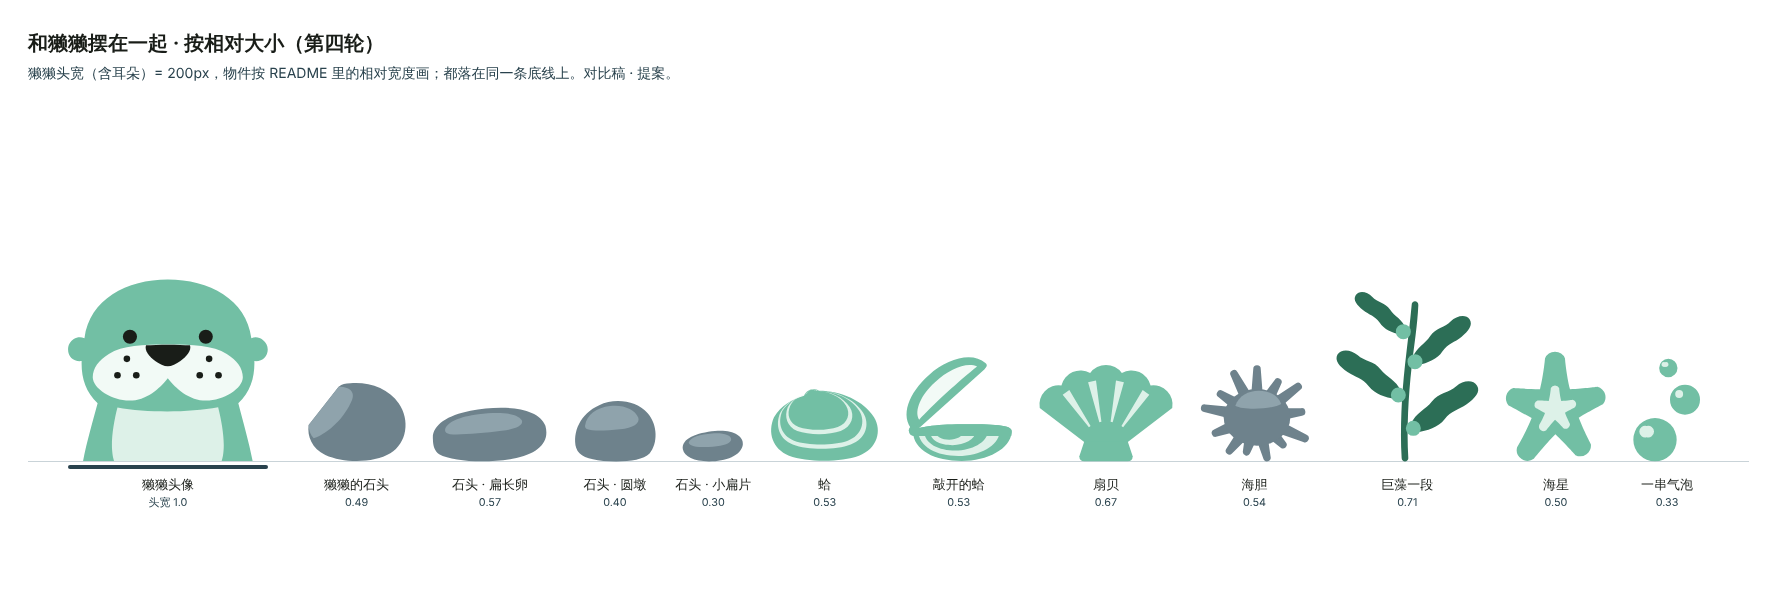 和獭獭摆在一起 · 按相对大小（第四轮）
獭獭头宽（含耳朵）= 200px，物件按 README 里的相对宽度画；都落在同一条底线上。对比稿 · 提案。
獭獭头像
头宽 1.0
獭獭的石头
0.49
石头 · 扁长卵
0.57
石头 · 圆墩
0.40
石头 · 小扁片
0.30
蛤
0.53
敲开的蛤
0.53
扇贝
0.67
海胆
0.54
巨藻一段
0.71
海星
0.50
一串气泡
0.33